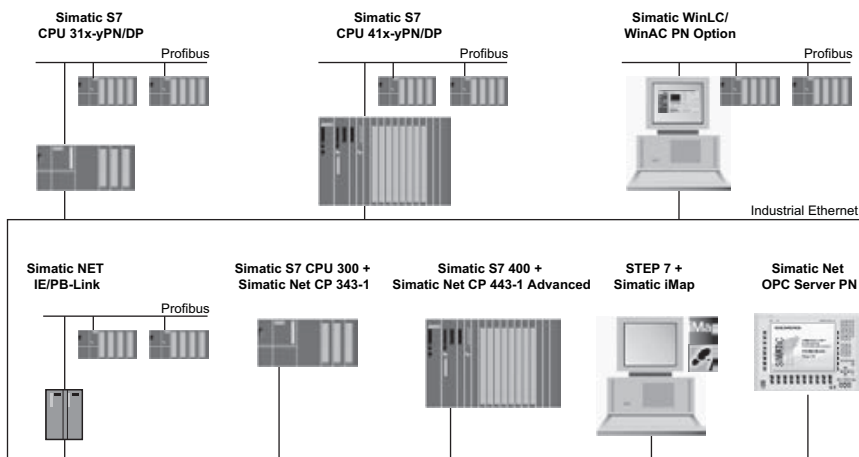 Simatic S7
CPU 31x-yPN/DP
Profibus
Simatic S7
CPU 41x-yPN/DP
Profibus
Simatic WinLC/
WinAC PN Option
Profibus
Industrial Ethernet
Simatic NET
IE/PB-Link
Profibus
Simatic S7 CPU 300 +
Simatic Net CP 343-1
Simatic S7 400 +
Simatic Net CP 443-1 Advanced
STEP 7 +
Simatic iMap
iMap
Simatic Net
OPC Server PN
SIMATIC